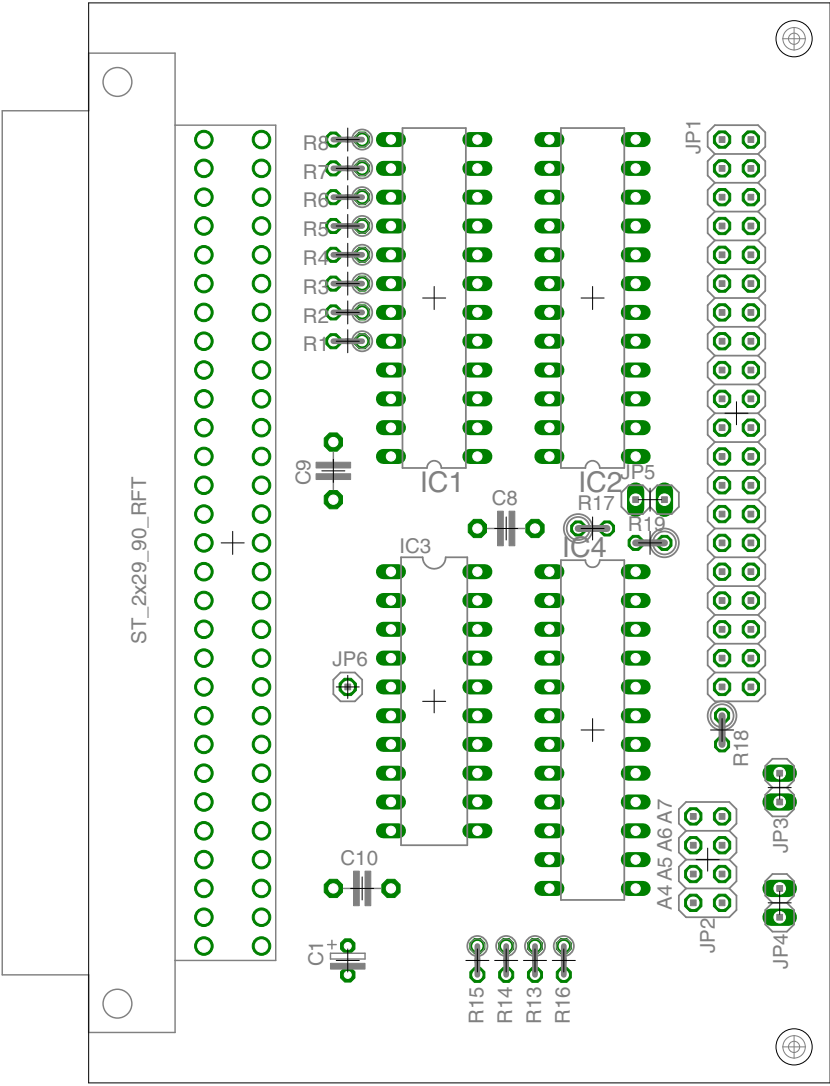 JP1
R8
R7
R6
R5
R4
R3
R2
R1
C9
IC1
IC2
JP5
C8
R17
R19
IC3
IC4
ST_2x29_90_RFT
JP6
R18
A7
A6
A5
A4
JP3
C10
JP2
JP4
C1
+
R15
R14
R13
R16